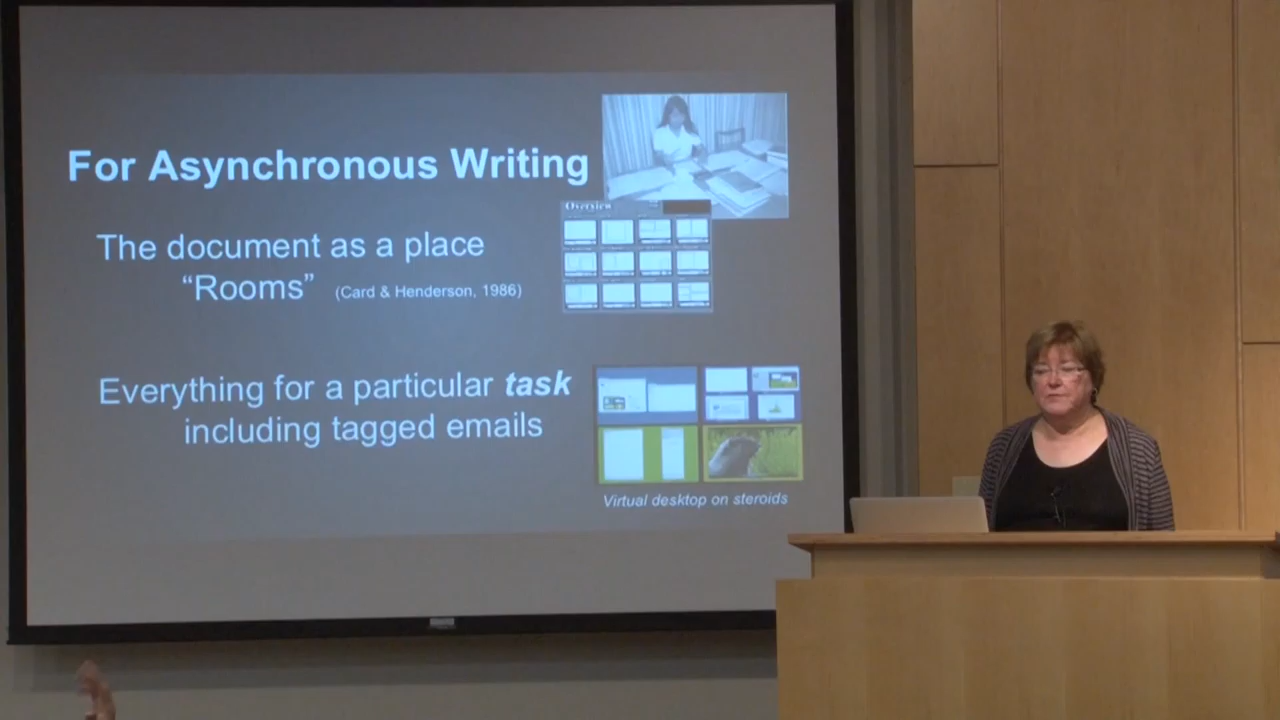 For Asynchronous Writing
The document as a place
“Rooms” (Card & Henderson, 1986)
Overview
Everything for a particular task
including tagged emails
Virtual desktop on steroids